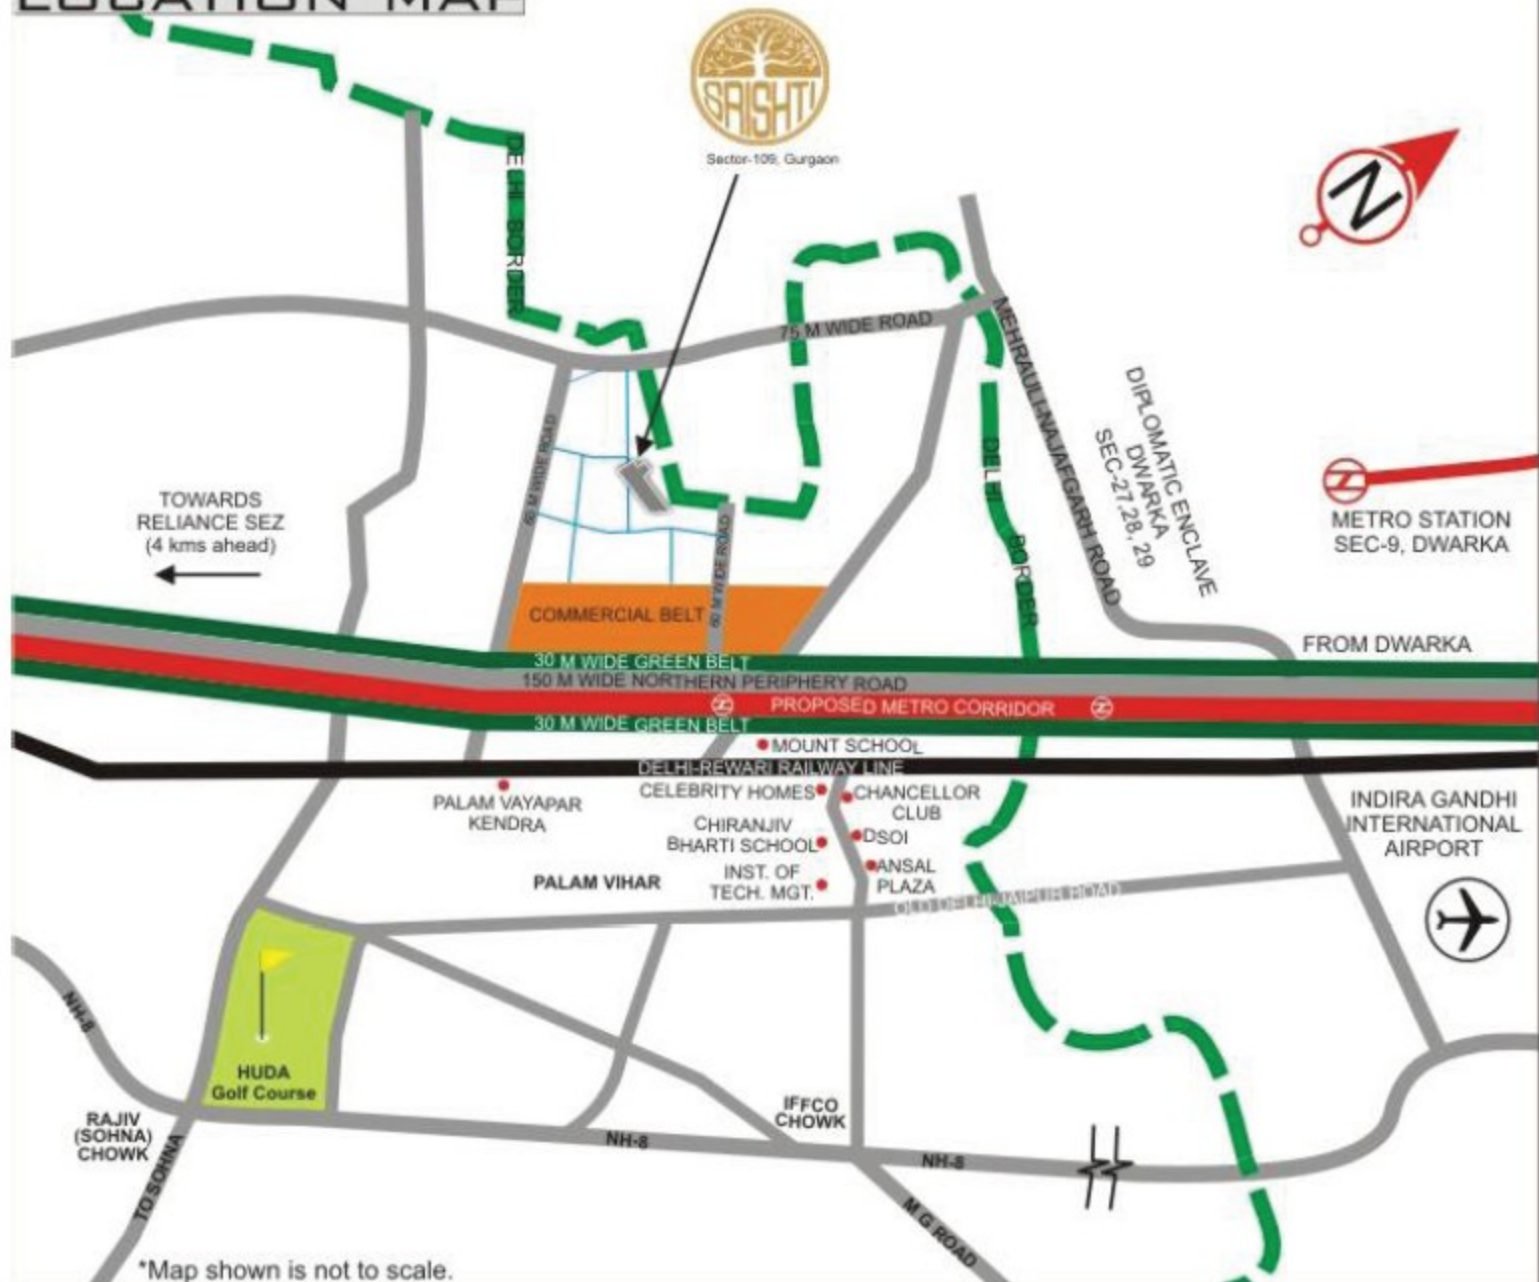 LOCATION MAP
SRISHTI
Sector-109, Gurgaon
N
DELHI BORDER
75 M WIDE ROAD
MEHRAULI-NAJAFGARH ROAD
DIPLOMATIC ENCLAVE
DWARKA
SEC-27,28, 29
60 M WIDE ROAD
60 M WIDE ROAD
DELHI BORDER
METRO STATION
SEC-9, DWARKA
TOWARDS
RELIANCE SEZ
(4 kms ahead)
COMMERCIAL BELT
FROM DWARKA
30 M WIDE GREEN BELT
150 M WIDE NORTHERN PERIPHERY ROAD
PROPOSED METRO CORRIDOR
30 M WIDE GREEN BELT
MOUNT SCHOOL
DELHI-REWARI RAILWAY LINE
PALAM VAYAPAR
KENDRA
CELEBRITY HOMES
CHANCELLOR
CLUB
CHIRANJIV
BHARTI SCHOOL
DSOI
INST. OF
TECH. MGT.
ANSAL
PLAZA
PALAM VIHAR
OLD DELHI JAIPUR ROAD
INDIRA GANDHI
INTERNATIONAL
AIRPORT
NH-8
HUDA
Golf Course
RAJIV
(SOHNA)
CHOWK
TO SOHNA
NH-8
IFFCO
CHOWK
NH-8
M G ROAD
*Map shown is not to scale.